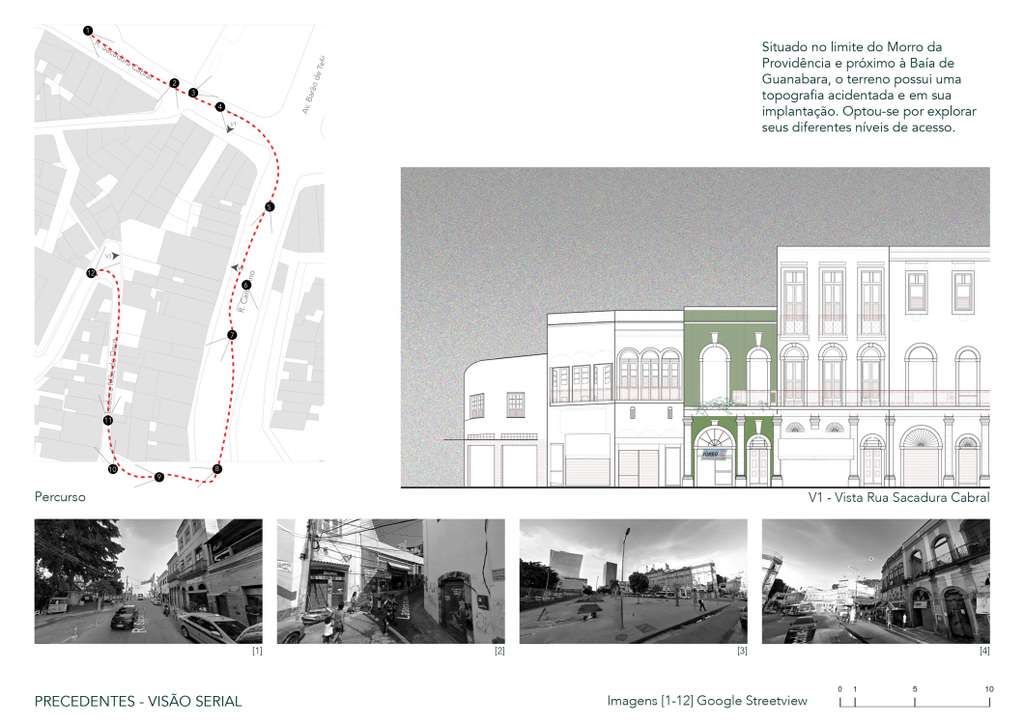 Situado no limite do Morro da
Providência e próximo à Baía de
Guanabara, o terreno possui uma
topografia acidentada e em sua
implantação. Optou-se por explorar
seus diferentes níveis de acesso.
1
R. Sacadura Cabral
2
3
4
V1
Av. Barão de Tefé
5
6
7
8
9
10
11
12
Percurso
V1 - Vista Rua Sacadura Cabral
[1]
[2]
[3]
[4]
PRECEDENTES - VISÃO SERIAL
Imagens [1-12] Google Streetview
0 1 5 10